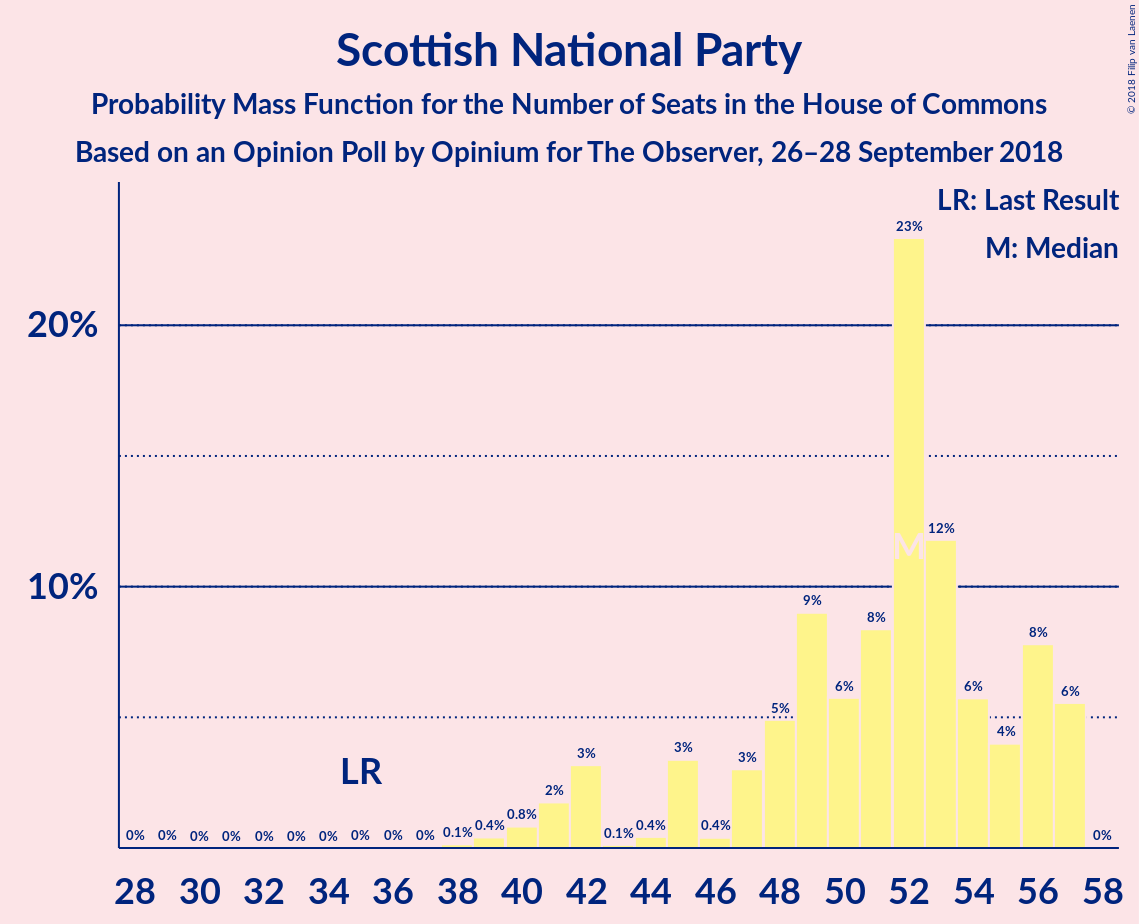 Scottish National Party
Probability Mass Function for the Number of Seats in the House of Commons
Based on an Opinion Poll by Opinium for The Observer, 26–28 September 2018
© 2018 Filip van Laenen
LR: Last Result
M: Median
20%
10%
LR
M
0% 0% 0% 0% 0% 0% 0% 0% 0% 0% 0.1% 0.4% 0.8% 2% 3% 0.1% 0.4% 3% 0.4% 3% 5% 9% 6% 8% 23% 12% 6% 4% 8% 6% 0%
28 30 32 34 36 38 40 42 44 46 48 50 52 54 56 58